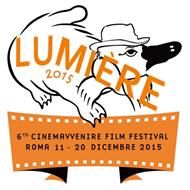 LUMIÈRE
2015
6th CINEMAVVENIRE FILM FESTIVAL
ROMA 11 - 20 DICEMBRE 2015